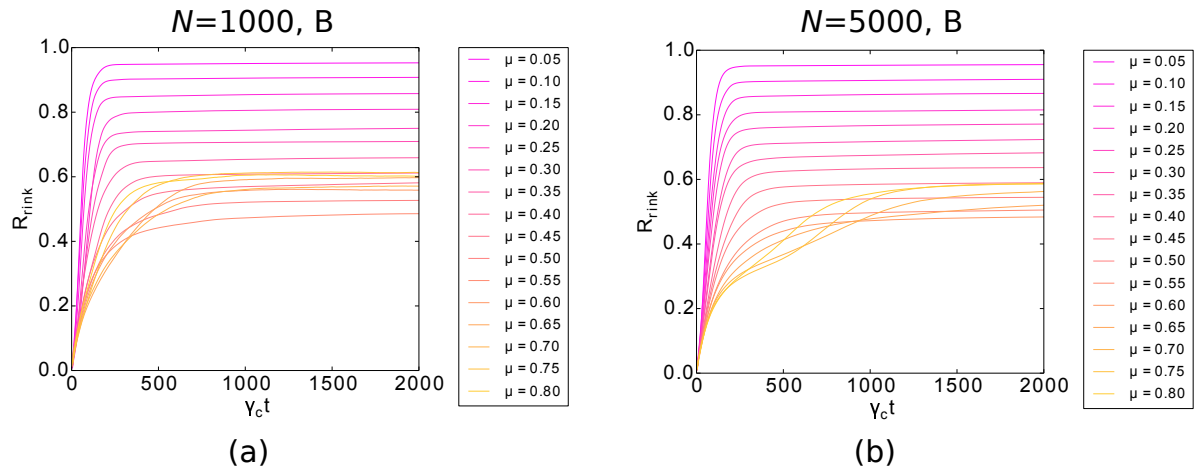 N=1000, B
R_rink
1.0
0.8
0.6
0.4
0.2
0.0
0
500
1000
1500
2000
γ_c t
μ = 0.05
μ = 0.10
μ = 0.15
μ = 0.20
μ = 0.25
μ = 0.30
μ = 0.35
μ = 0.40
μ = 0.45
μ = 0.50
μ = 0.55
μ = 0.60
μ = 0.65
μ = 0.70
μ = 0.75
μ = 0.80
(a)
N=5000, B
R_rink
1.0
0.8
0.6
0.4
0.2
0.0
0
500
1000
1500
2000
γ_c t
μ = 0.05
μ = 0.10
μ = 0.15
μ = 0.20
μ = 0.25
μ = 0.30
μ = 0.35
μ = 0.40
μ = 0.45
μ = 0.50
μ = 0.55
μ = 0.60
μ = 0.65
μ = 0.70
μ = 0.75
μ = 0.80
(b)